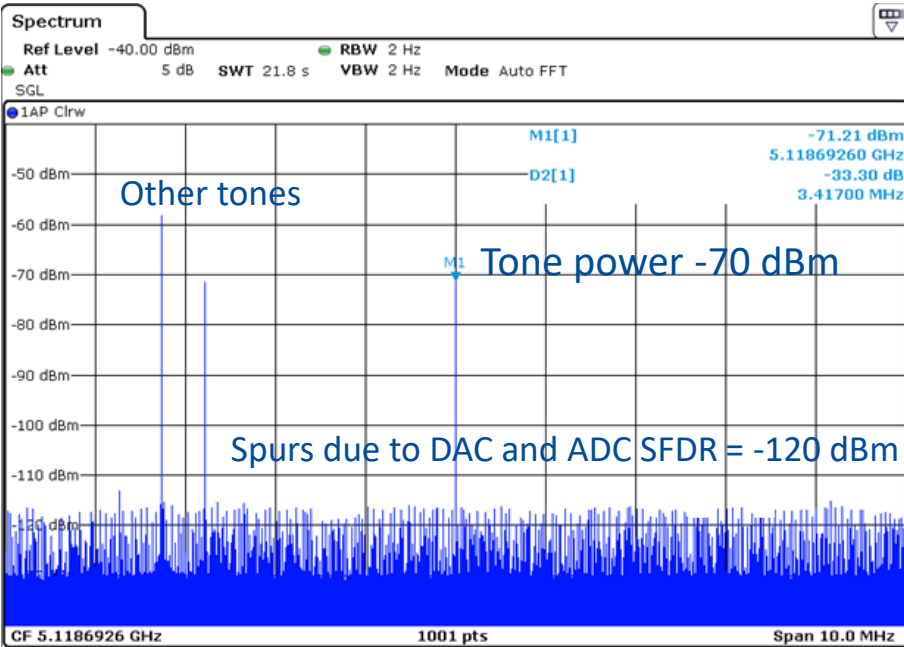 Spectrum
Ref Level -40.00 dBm RBW 2 Hz
Att 5 dB SWT 21.8 s VBW 2 Hz Mode Auto FFT
SGL
1AP Clrw
M1[1] -71.21 dBm
5.11869260 GHz
-50 dBm D2[1] -33.30 dB
3.41700 MHz
Other tones
-60 dBm
M1 Tone power -70 dBm
-70 dBm
-80 dBm
-90 dBm
-100 dBm
Spurs due to DAC and ADC SFDR = -120 dBm
-110 dBm
-120 dBm
CF 5.1186926 GHz 1001 pts Span 10.0 MHz